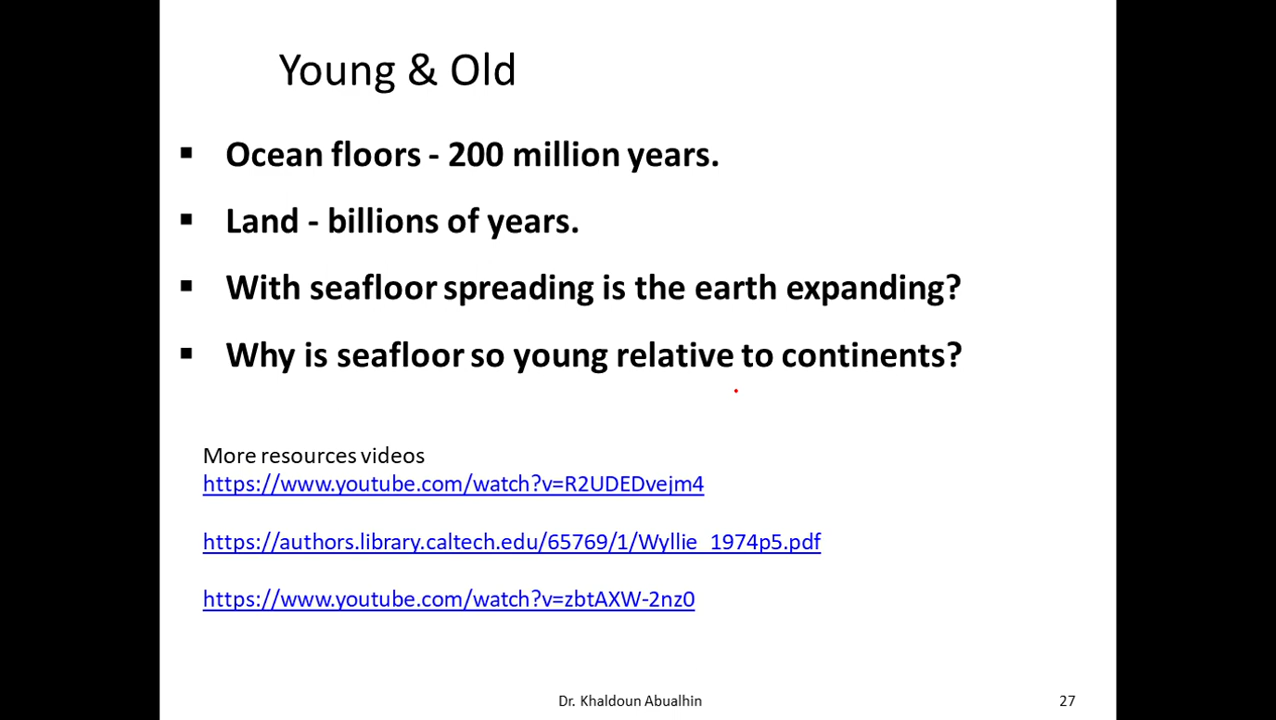 Young & Old
▪ Ocean floors - 200 million years.
▪ Land - billions of years.
▪ With seafloor spreading is the earth expanding?
▪ Why is seafloor so young relative to continents?
More resources videos
https://www.youtube.com/watch?v=R2UDEDvejm4
https://authors.library.caltech.edu/65769/1/Wyllie_1974p5.pdf
https://www.youtube.com/watch?v=zbtAXW-2nz0
Dr. Khaldoun Abualhin
27